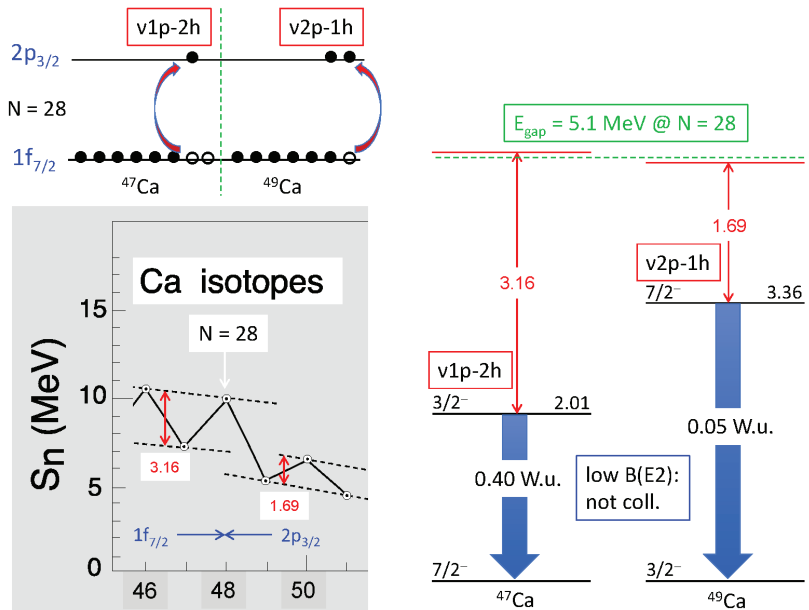 ν1p-2h
ν2p-1h
2p3/2
N = 28
1f7/2
47Ca
49Ca
Egap = 5.1 MeV @ N = 28
1.69
3.16
ν2p-1h
7/2−
3.36
ν1p-2h
3/2−
2.01
0.05 W.u.
0.40 W.u.
low B(E2):
not coll.
7/2−
3/2−
47Ca
49Ca
Ca isotopes
N = 28
Sn (MeV)
15
10
5
0
3.16
1.69
1f7/2
2p3/2
46
48
50